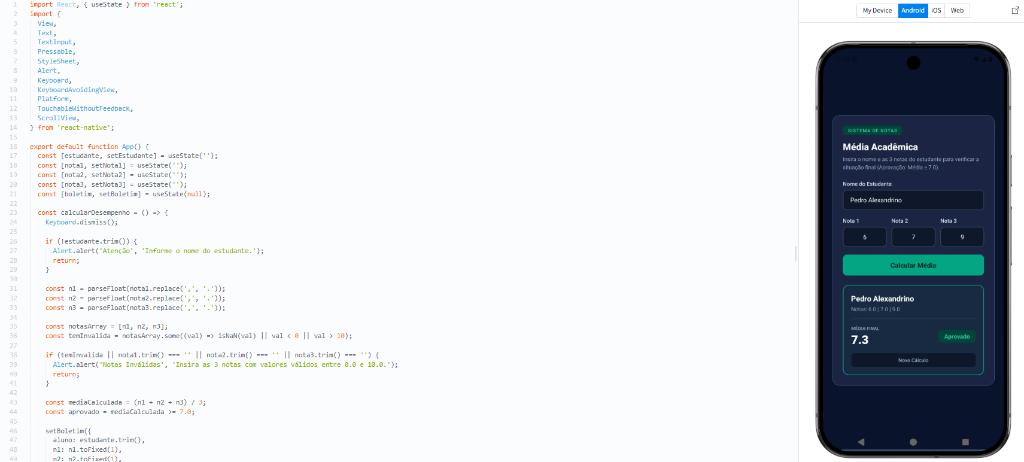 1 import React, { useState } from 'react';
2 import {
3 View,
4 Text,
5 TextInput,
6 Pressable,
7 StyleSheet,
8 Alert,
9 Keyboard,
10 KeyboardAvoidingView,
11 Platform,
12 TouchableWithoutFeedback,
13 ScrollView,
14 } from 'react-native';
15
16 export default function App() {
17 const [estudante, setEstudante] = useState('');
18 const [nota1, setNota1] = useState('');
19 const [nota2, setNota2] = useState('');
20 const [nota3, setNota3] = useState('');
21 const [boletim, setBoletim] = useState(null);
22
23 const calcularDesempenho = () => {
24 Keyboard.dismiss();
25
26 if (!estudante.trim()) {
27 Alert.alert('Atenção', 'Informe o nome do estudante.');
28 return;
29 }
30
31 const n1 = parseFloat(nota1.replace(',', '.'));
32 const n2 = parseFloat(nota2.replace(',', '.'));
33 const n3 = parseFloat(nota3.replace(',', '.'));
34
35 const notasArray = [n1, n2, n3];
36 const temInvalida = notasArray.some((val) => isNaN(val) || val < 0 || val > 10);
37
38 if (temInvalida || nota1.trim() === '' || nota2.trim() === '' || nota3.trim() === '') {
39 Alert.alert('Notas Inválidas', 'Insira as 3 notas com valores válidos entre 0.0 e 10.0.');
40 return;
41 }
42
43 const mediaCalculada = (n1 + n2 + n3) / 3;
44 const aprovado = mediaCalculada >= 7.0;
45
46 setBoletim({
47 aluno: estudante.trim(),
48 n1: n1.toFixed(1),
49 n2: n2.toFixed(1),
My Device Android iOS Web
SISTEMA DE NOTAS
Média Acadêmica
Insira o nome e as 3 notas do estudante para verificar a
situação final (Aprovação: Média ≥ 7.0).
Nome do Estudante
Pedro Alexandrino
Nota 1 Nota 2 Nota 3
6 7 9
Calcular Média
Pedro Alexandrino
Notas: 6.0 | 7.0 | 9.0
MÉDIA FINAL
7.3
Aprovado
Novo Cálculo